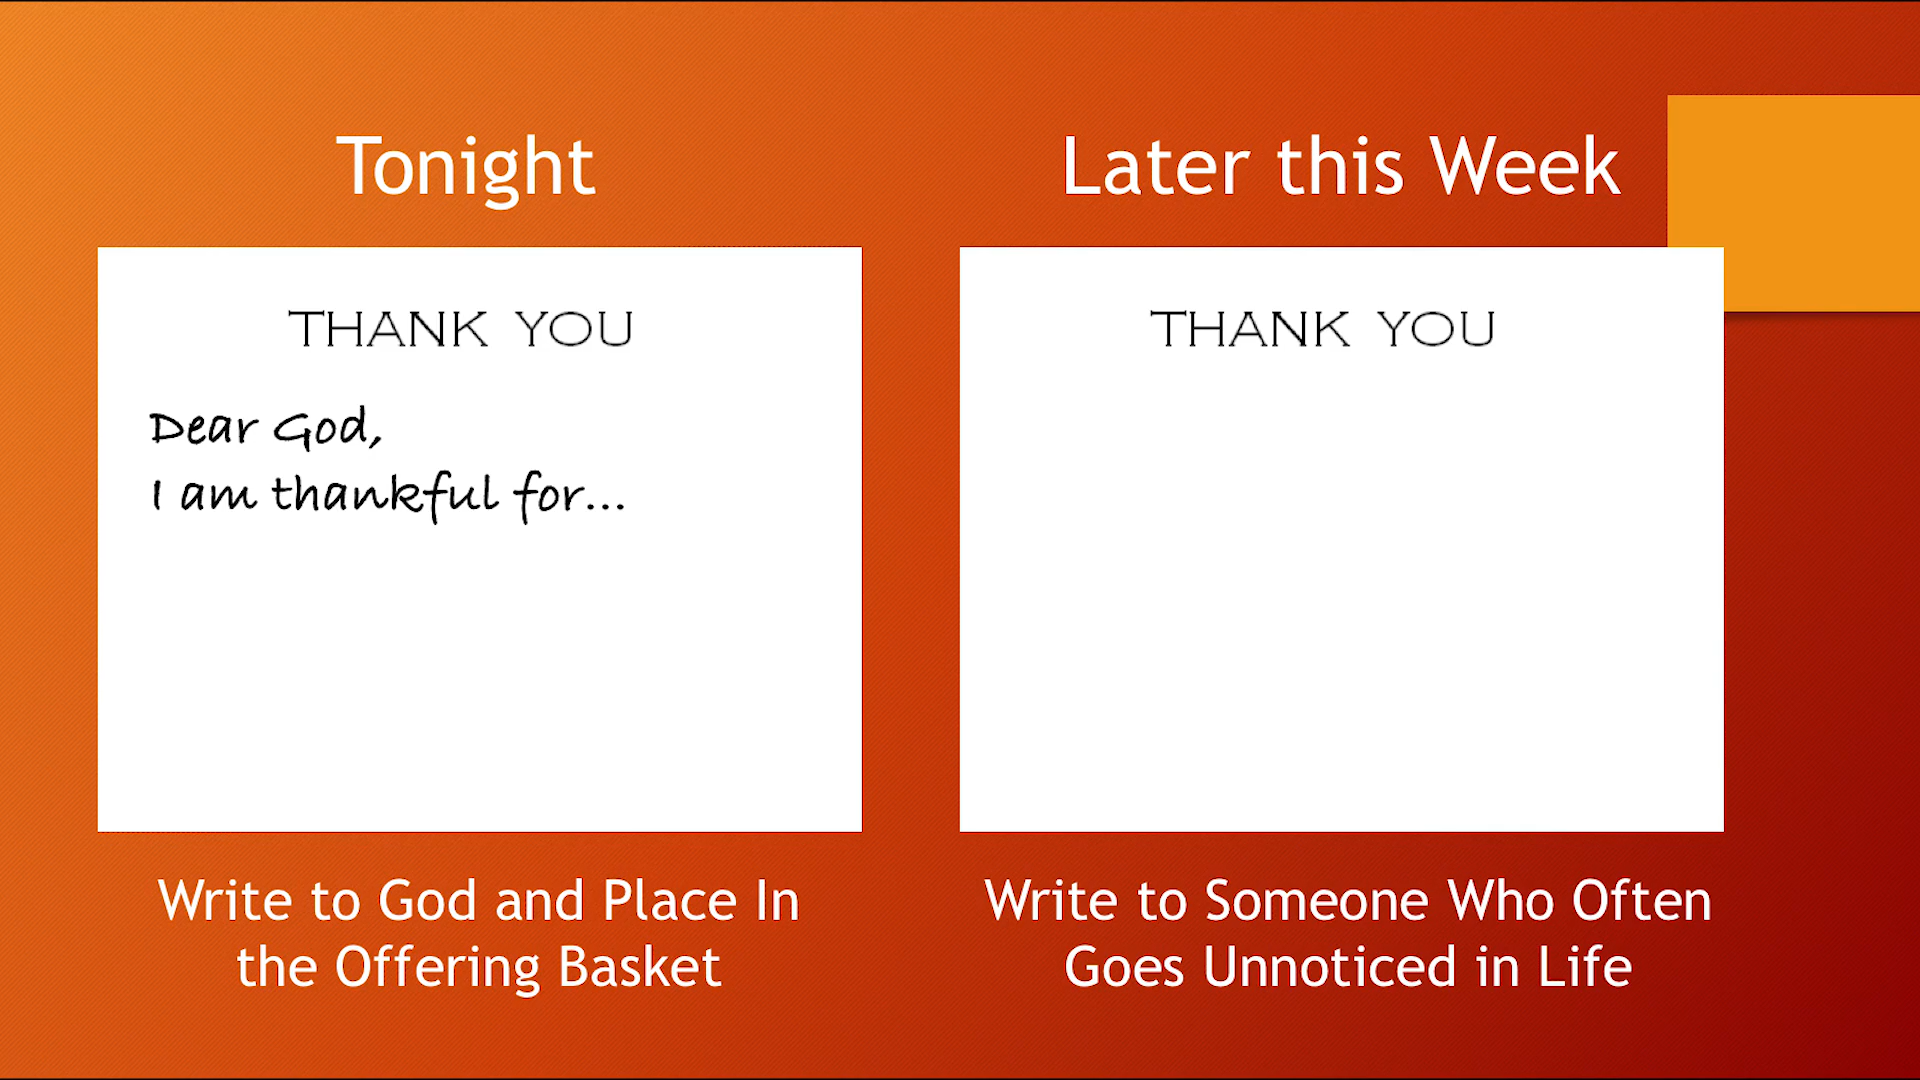 Tonight
THANK YOU
Dear God,
I am thankful for...
Write to God and Place In
the Offering Basket
Later this Week
THANK YOU
Write to Someone Who Often
Goes Unnoticed in Life